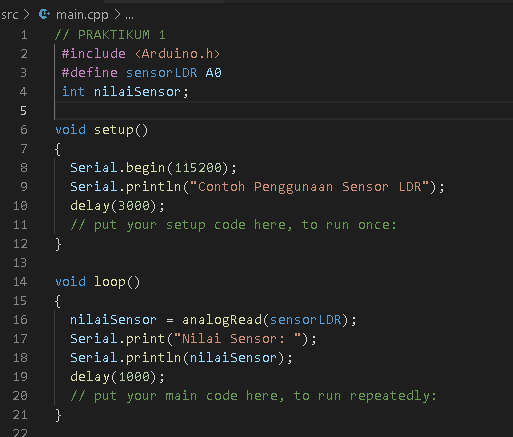 src > main.cpp > ...
1 // PRAKTIKUM 1
2 #include <Arduino.h>
3 #define sensorLDR A0
4 int nilaiSensor;
5
6 void setup()
7 {
8 Serial.begin(115200);
9 Serial.println("Contoh Penggunaan Sensor LDR");
10 delay(3000);
11 // put your setup code here, to run once:
12 }
13
14 void loop()
15 {
16 nilaiSensor = analogRead(sensorLDR);
17 Serial.print("Nilai Sensor: ");
18 Serial.println(nilaiSensor);
19 delay(1000);
20 // put your main code here, to run repeatedly:
21 }
22